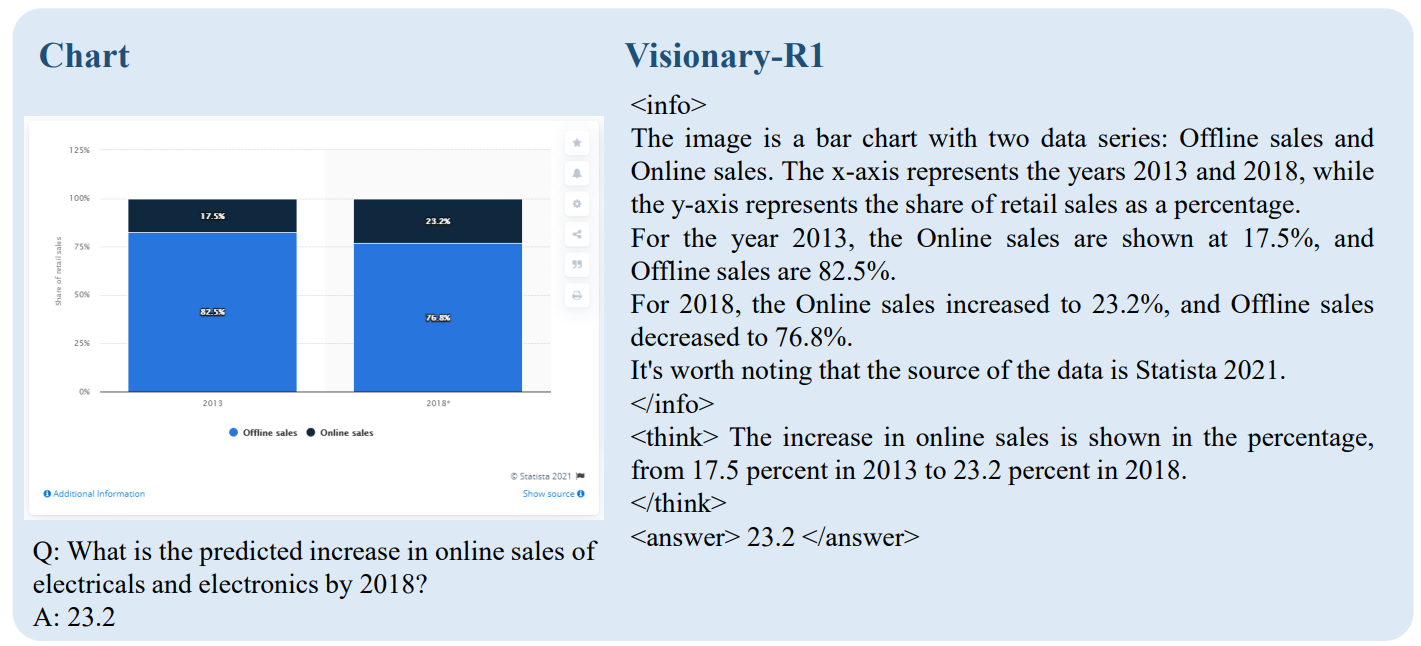 Chart
125%
100%
75%
50%
25%
0%
Share of retail sales
17.5%
82.5%
23.2%
76.8%
2013
2018*
Offline sales
Online sales
© Statista 2021
Additional Information
Show source
Q: What is the predicted increase in online sales of
electricals and electronics by 2018?
A: 23.2
Visionary-R1
<info>
The image is a bar chart with two data series: Offline sales and
Online sales. The x-axis represents the years 2013 and 2018, while
the y-axis represents the share of retail sales as a percentage.
For the year 2013, the Online sales are shown at 17.5%, and
Offline sales are 82.5%.
For 2018, the Online sales increased to 23.2%, and Offline sales
decreased to 76.8%.
It's worth noting that the source of the data is Statista 2021.
</info>
<think> The increase in online sales is shown in the percentage,
from 17.5 percent in 2013 to 23.2 percent in 2018.
</think>
<answer> 23.2 </answer>